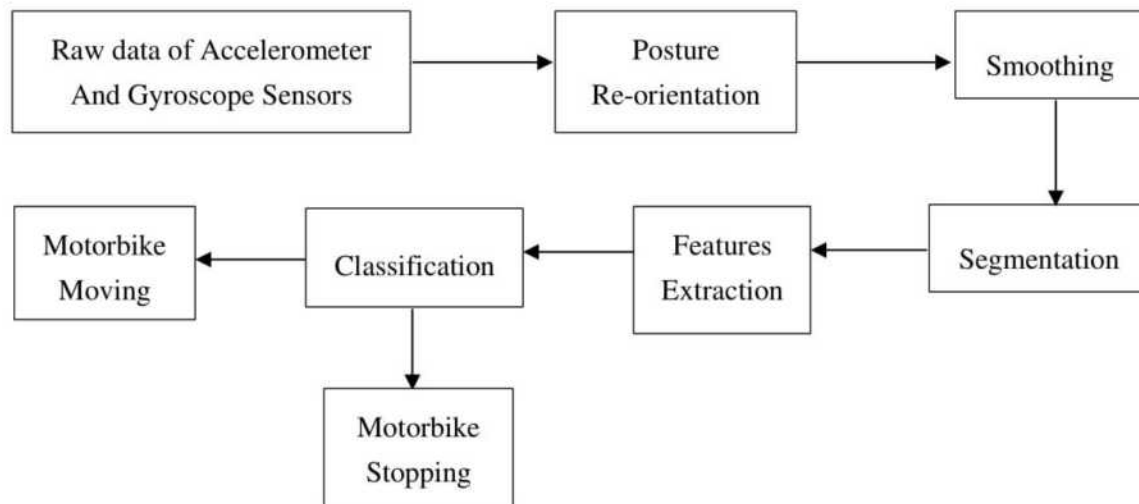 Raw data of Accelerometer
And Gyroscope Sensors
Posture
Re-orientation
Smoothing
Segmentation
Features
Extraction
Classification
Motorbike
Moving
Motorbike
Stopping